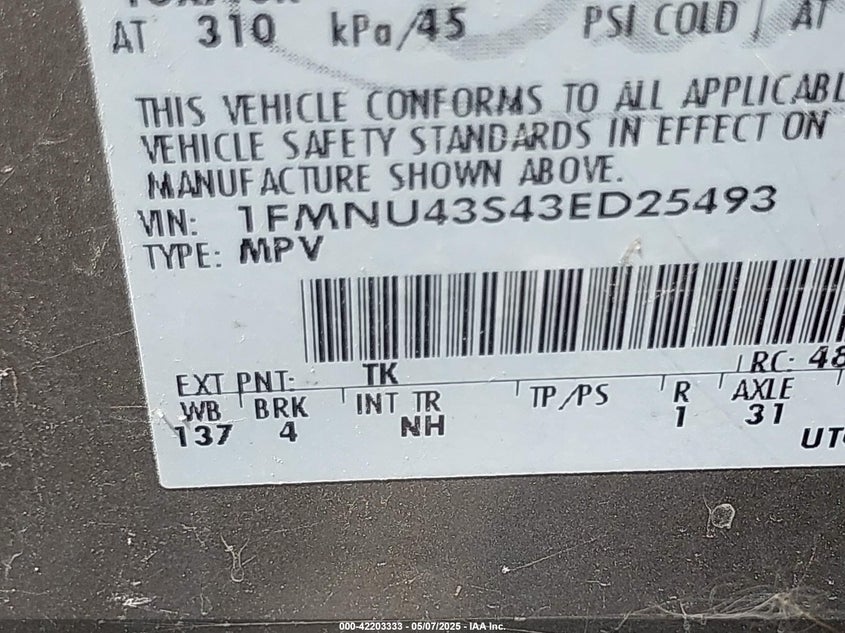 AT 310 kPa/45 PSI COLD AT
THIS VEHICLE CONFORMS TO ALL
VEHICLE SAFETY STANDARDS IN EFFECT ON
MANUFACTURE SHOWN ABOVE.
VIN: 1FMNU43S43ED25493
TYPE: MPV
EXT PNT: TK RC: 48
WB BRK INT TR TP/PS R AXLE
137 4 NH 1 31
000-42203333 - 05/07/2025 - IAA Inc.